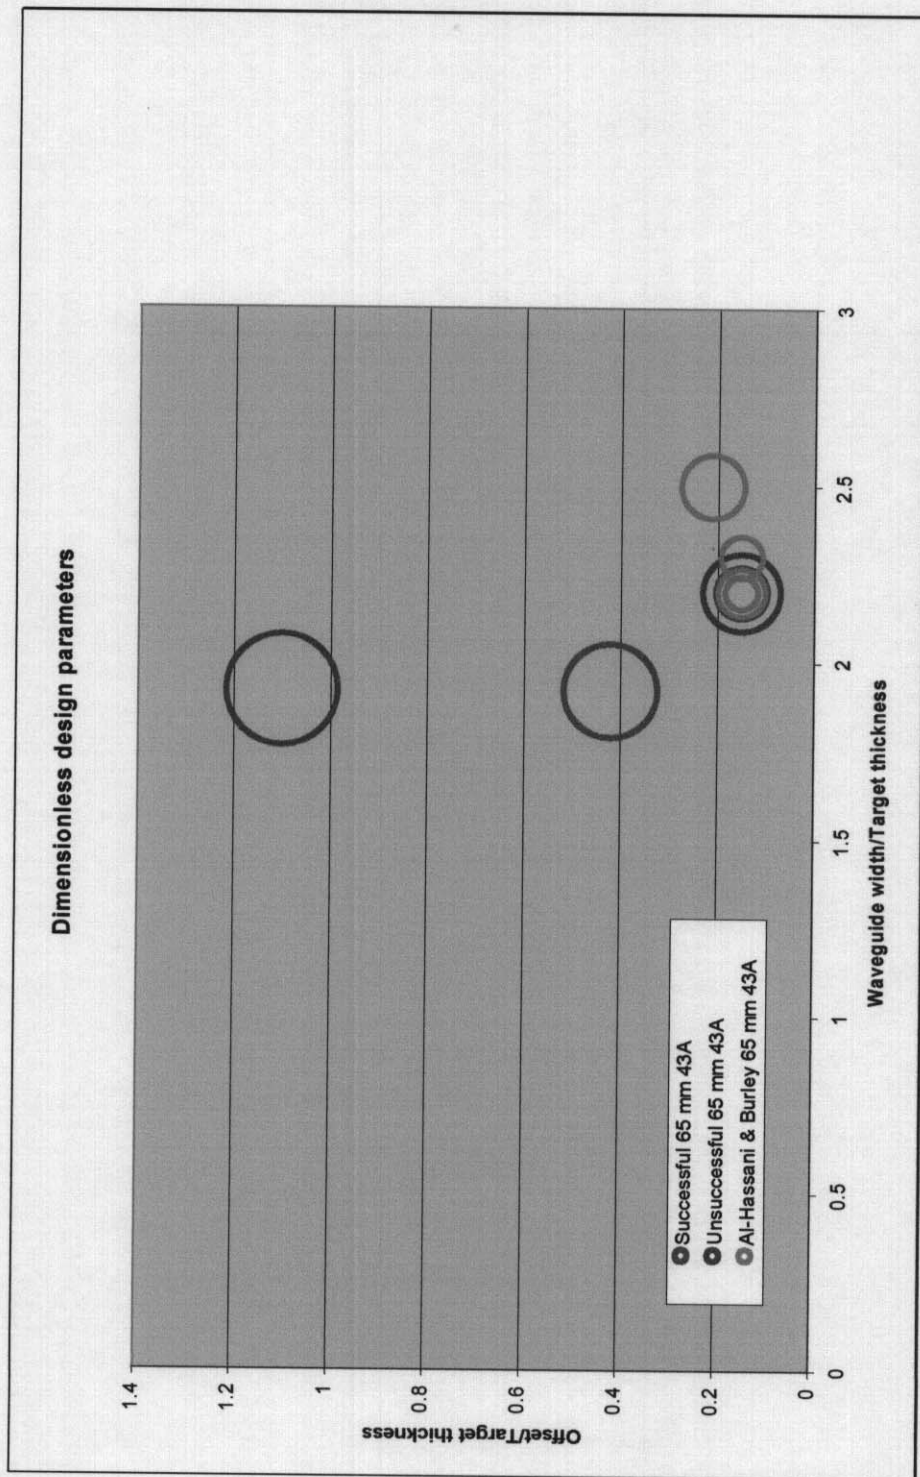 Dimensionless design parameters
1.4
1.2
1
0.8
0.6
0.4
0.2
0
Offset/Target thickness
0
0.5
1
1.5
2
2.5
3
Waveguide width/Target thickness
Successful 65 mm 43A
Unsuccessful 65 mm 43A
Al-Hassani & Burley 65 mm 43A